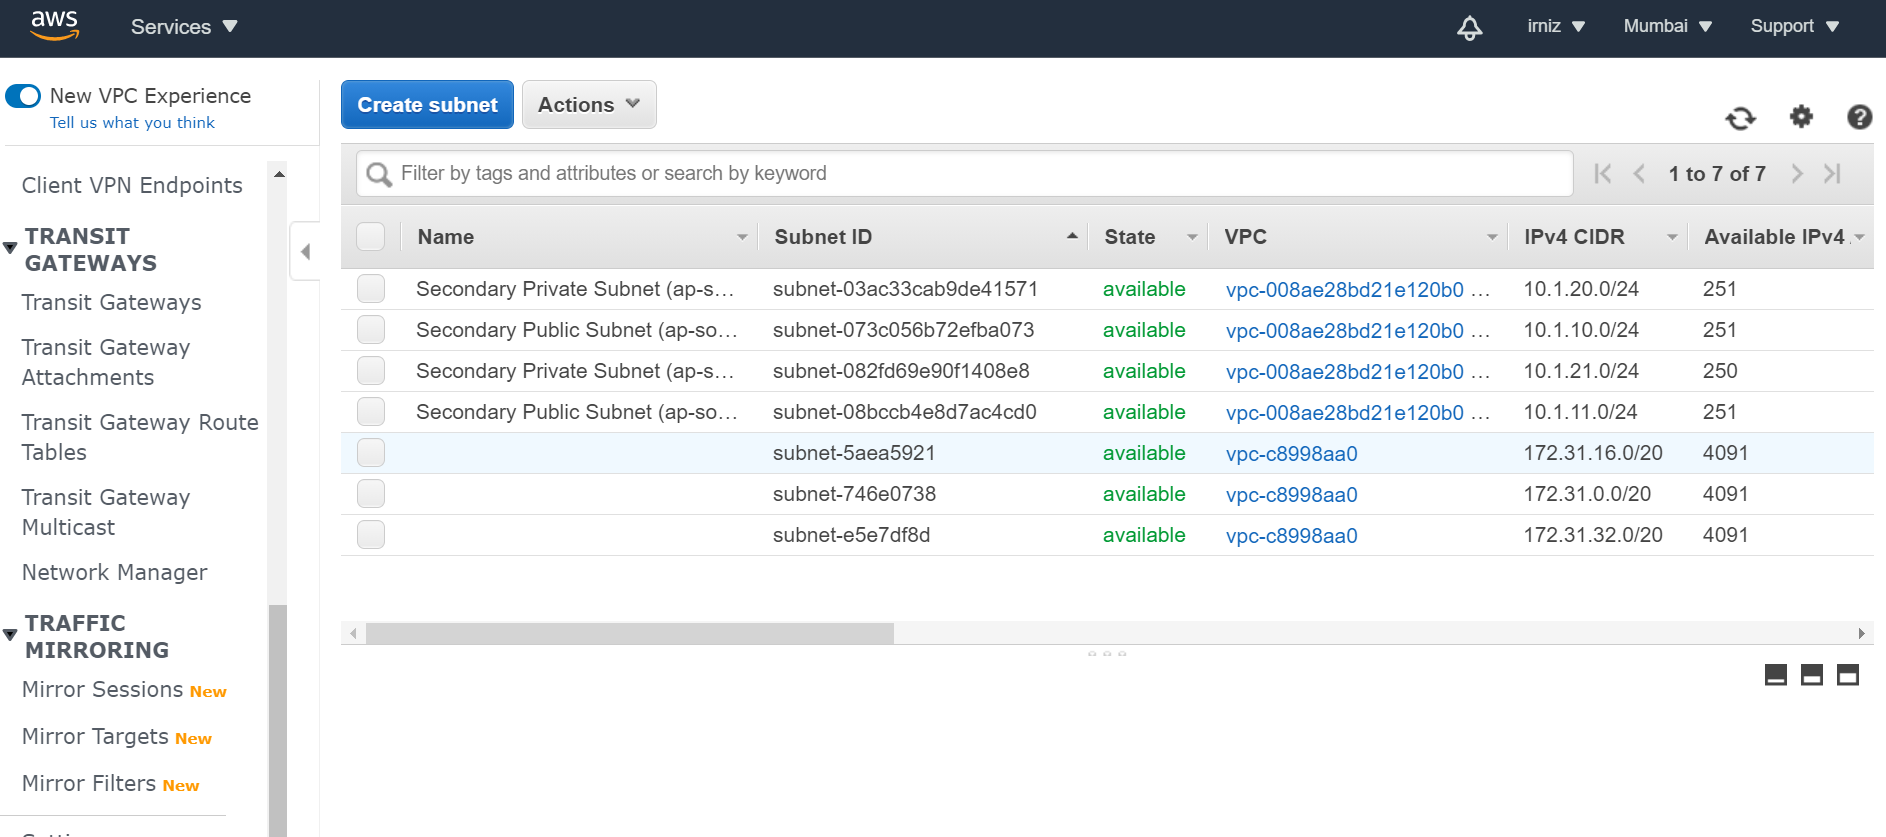 aws
Services
irniz
Mumbai
Support
New VPC Experience
Tell us what you think
Client VPN Endpoints
TRANSIT
GATEWAYS
Transit Gateways
Transit Gateway
Attachments
Transit Gateway Route
Tables
Transit Gateway
Multicast
Network Manager
TRAFFIC
MIRRORING
Mirror Sessions New
Mirror Targets New
Mirror Filters New
Create subnet
Actions
Filter by tags and attributes or search by keyword
1 to 7 of 7
Name Subnet ID State VPC IPv4 CIDR Available IPv4
Secondary Private Subnet (ap-s... subnet-03ac33cab9de41571 available vpc-008ae28bd21e120b0 ... 10.1.20.0/24 251
Secondary Public Subnet (ap-so... subnet-073c056b72efba073 available vpc-008ae28bd21e120b0 ... 10.1.10.0/24 251
Secondary Private Subnet (ap-s... subnet-082fd69e90f1408e8 available vpc-008ae28bd21e120b0 ... 10.1.21.0/24 250
Secondary Public Subnet (ap-so... subnet-08bccb4e8d7ac4cd0 available vpc-008ae28bd21e120b0 ... 10.1.11.0/24 251
subnet-5aea5921 available vpc-c8998aa0 172.31.16.0/20 4091
subnet-746e0738 available vpc-c8998aa0 172.31.0.0/20 4091
subnet-e5e7df8d available vpc-c8998aa0 172.31.32.0/20 4091